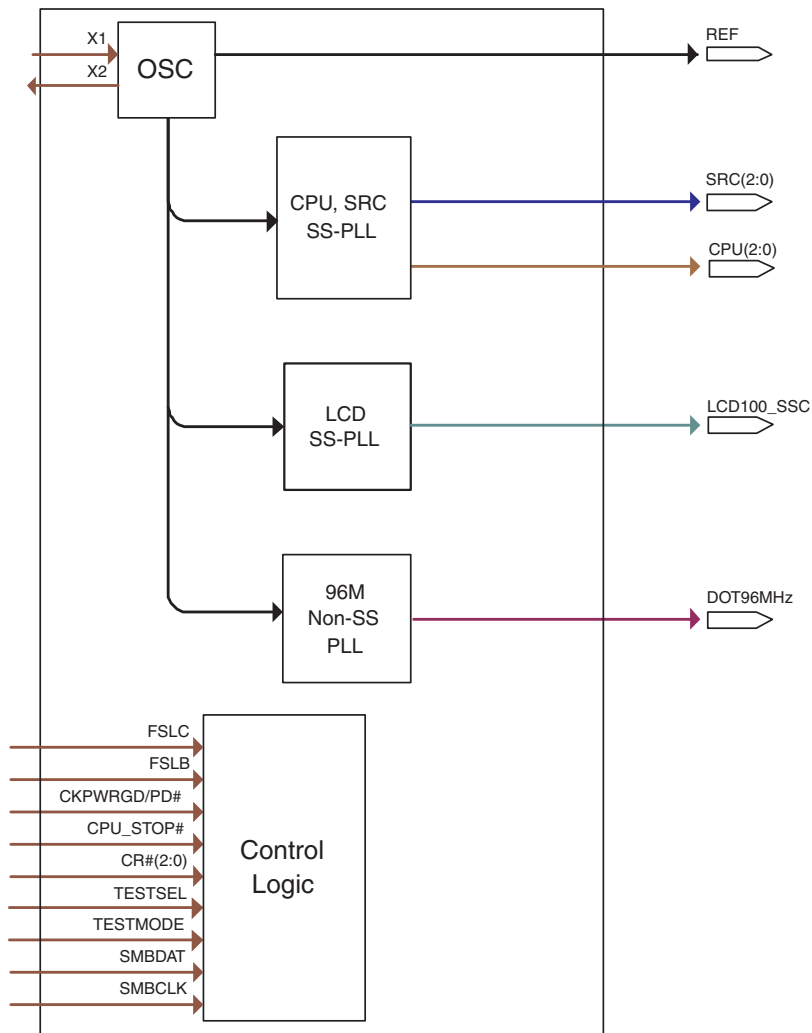 X1
X2
OSC
REF
CPU, SRC
SS-PLL
SRC(2:0)
CPU(2:0)
LCD
SS-PLL
LCD100_SSC
96M
Non-SS
PLL
DOT96MHz
FSLC
FSLB
CKPWRGD/PD#
CPU_STOP#
CR#(2:0)
TESTSEL
TESTMODE
SMBDAT
SMBCLK
Control
Logic